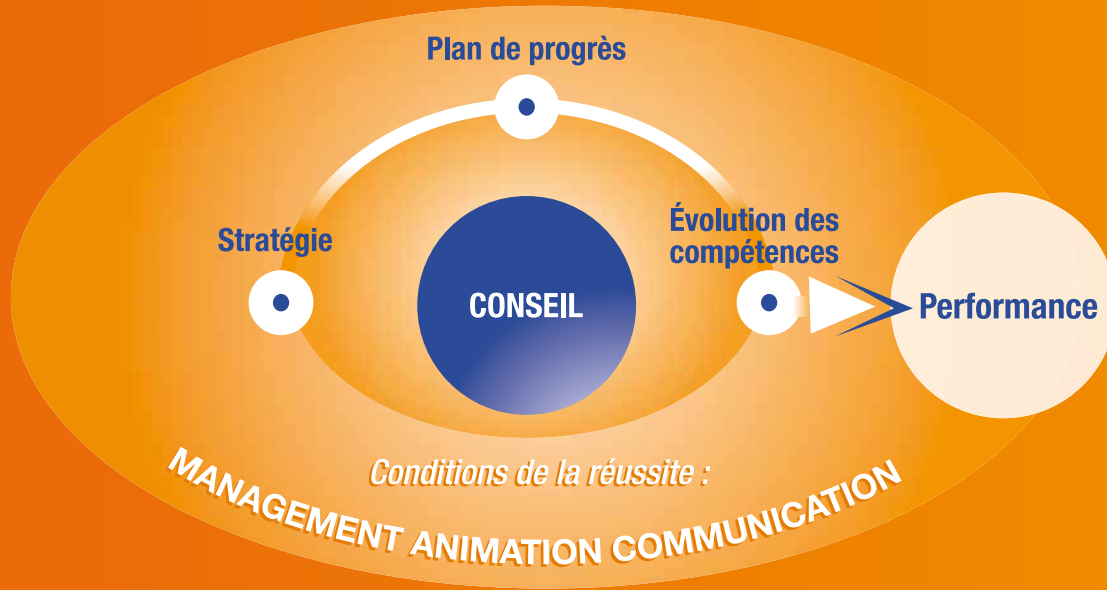 Plan de progrès
Stratégie
Évolution des
compétences
CONSEIL
Performance
Conditions de la réussite :
MANAGEMENT ANIMATION COMMUNICATION